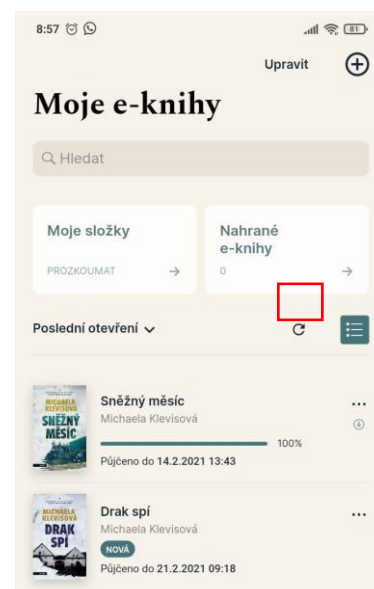 8:57
81
Upravit
Moje e-knihy
Hledat
Moje složky
PROZKOUMAT
Nahrané
e-knihy
0
Poslední otevření
MICHAELA
KLEVISOVÁ
SNĚŽNÝ
MĚSÍC
Sněžný měsíc
Michaela Klevisová
100%
Půjčeno do 14.2.2021 13:43
MICHAELA
KLEVISOVÁ
DRAK
SPÍ
Drak spí
Michaela Klevisová
NOVÁ
Půjčeno do 21.2.2021 09:18